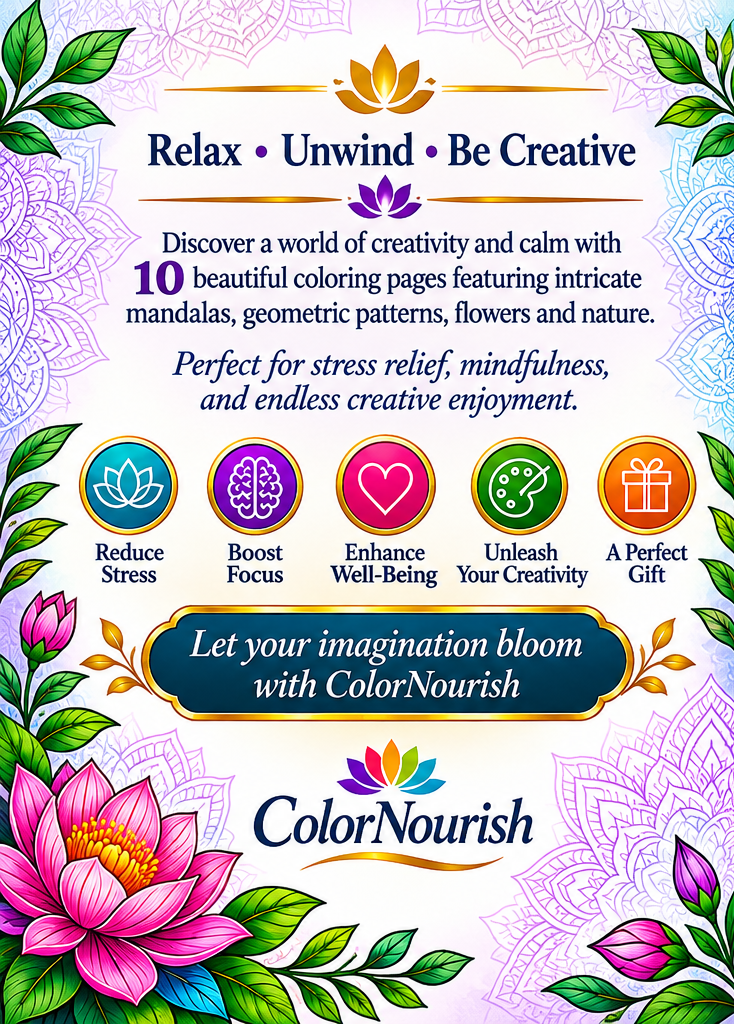 Relax • Unwind • Be Creative
Discover a world of creativity and calm with
10 beautiful coloring pages featuring intricate
mandalas, geometric patterns, flowers and nature.
Perfect for stress relief, mindfulness,
and endless creative enjoyment.
Reduce
Stress
Boost
Focus
Enhance
Well-Being
Unleash
Your Creativity
A Perfect
Gift
Let your imagination bloom
with ColorNourish
ColorNourish